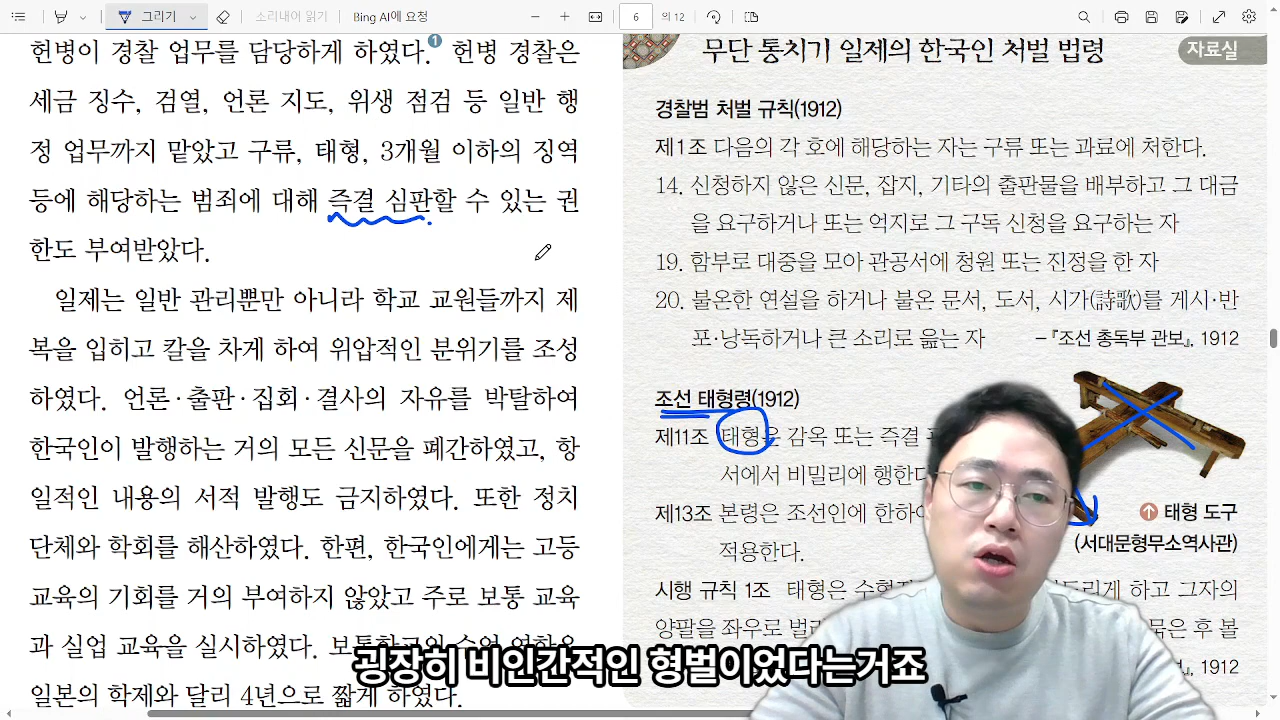 그리기
소리내어 읽기
Bing AI에 요청
6
의 12
헌병이 경찰 업무를 담당하게 하였다.❶ 헌병 경찰은
세금 징수, 검열, 언론 지도, 위생 점검 등 일반 행
정 업무까지 맡았고 구류, 태형, 3개월 이하의 징역
등에 해당하는 범죄에 대해 즉결 심판할 수 있는 권
한도 부여받았다.
일제는 일반 관리뿐만 아니라 학교 교원들까지 제
복을 입히고 칼을 차게 하여 위압적인 분위기를 조성
하였다. 언론·출판·집회·결사의 자유를 박탈하여
한국인이 발행하는 거의 모든 신문을 폐간하였고, 항
일적인 내용의 서적 발행도 금지하였다. 또한 정치
단체와 학회를 해산하였다. 한편, 한국인에게는 고등
교육의 기회를 거의 부여하지 않았고 주로 보통 교육
과 실업 교육을 실시하였다.
일본의 학제와 달리 4년으로 짧게 하였다.
무단 통치기 일제의 한국인 처벌 법령
자료실
경찰범 처벌 규칙(1912)
제1조 다음의 각 호에 해당하는 자는 구류 또는 과료에 처한다.
14. 신청하지 않은 신문, 잡지, 기타의 출판물을 배부하고 그 대금
을 요구하거나 또는 억지로 그 구독 신청을 요구하는 자
19. 함부로 대중을 모아 관공서에 청원 또는 진정을 한 자
20. 불온한 연설을 하거나 불온 문서, 도서, 시가(詩歌)를 게시·반
포·낭독하거나 큰 소리로 읊는 자
– 『조선 총독부 관보』, 1912
조선 태형령(1912)
제11조 태형은 감옥 또는 즉결
서에서 비밀리에 행한다
제13조 본령은 조선인에 한하여
적용한다.
↑ 태형 도구
(서대문형무소역사관)
시행 규칙 1조 태형은 하고 그자의
양팔을 좌우로 후 볼
1912
굉장히 비인간적인 형벌이었다는거죠